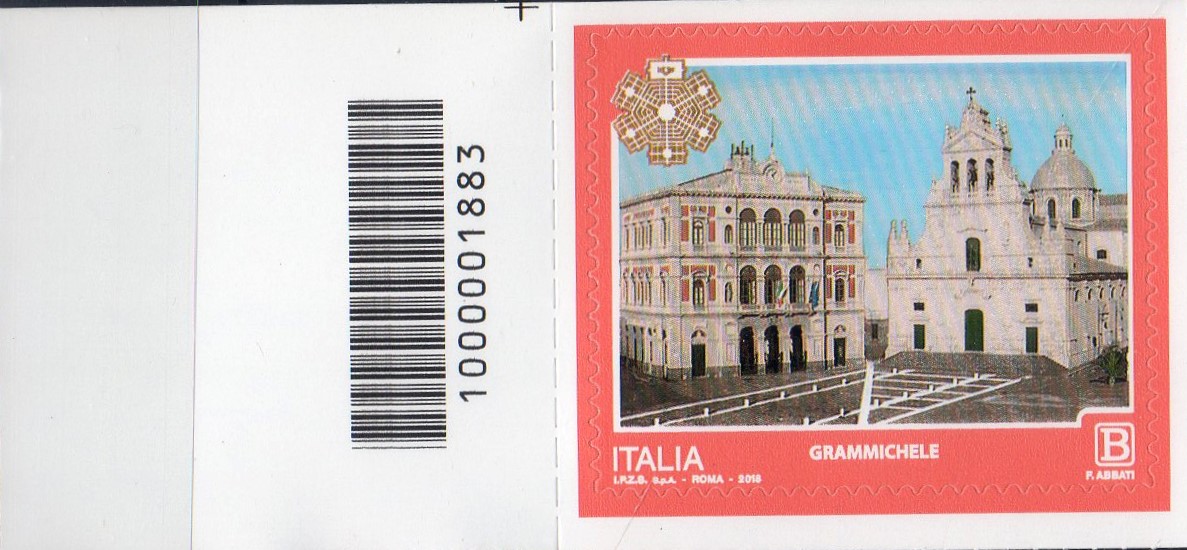 1000001883
ITALIA
GRAMMICHELE
B
I.P.Z.S. S.p.A. - ROMA - 2018
F. ABBATI